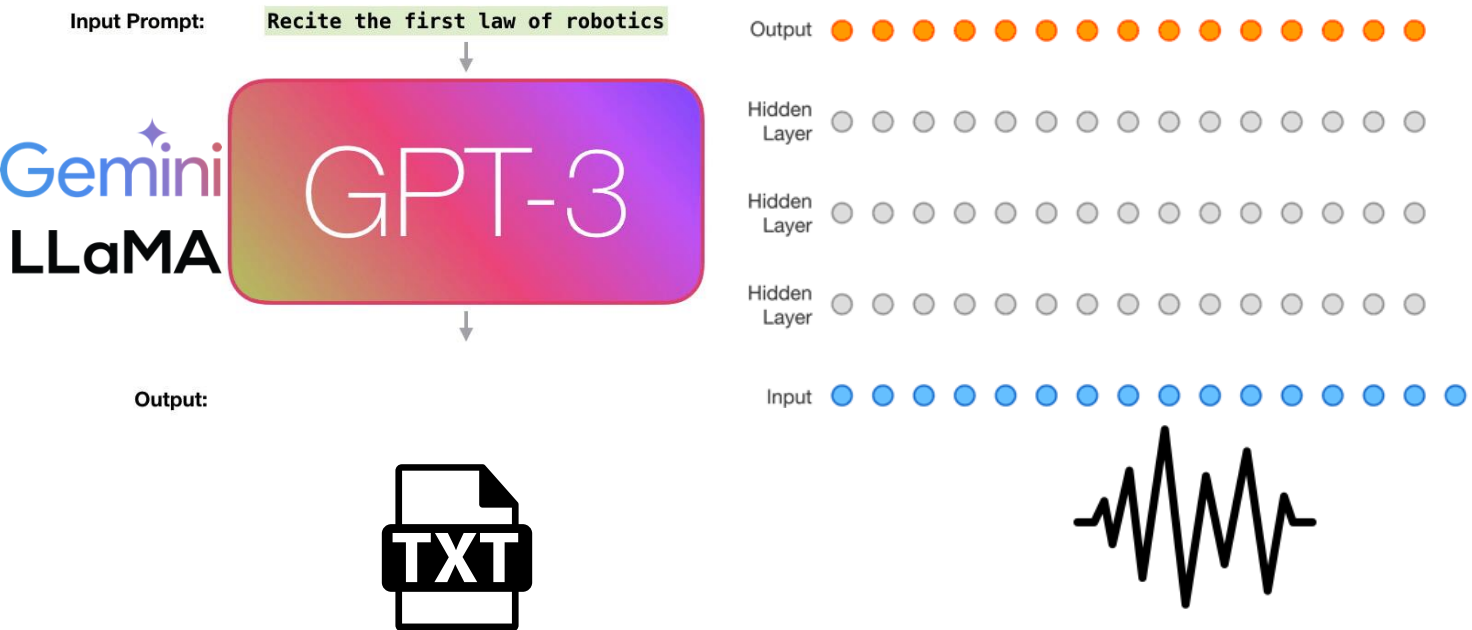 Input Prompt:
Recite the first law of robotics
Gemini
LLaMA
GPT-3
Output:
TXT
Output
Hidden
Layer
Hidden
Layer
Hidden
Layer
Input